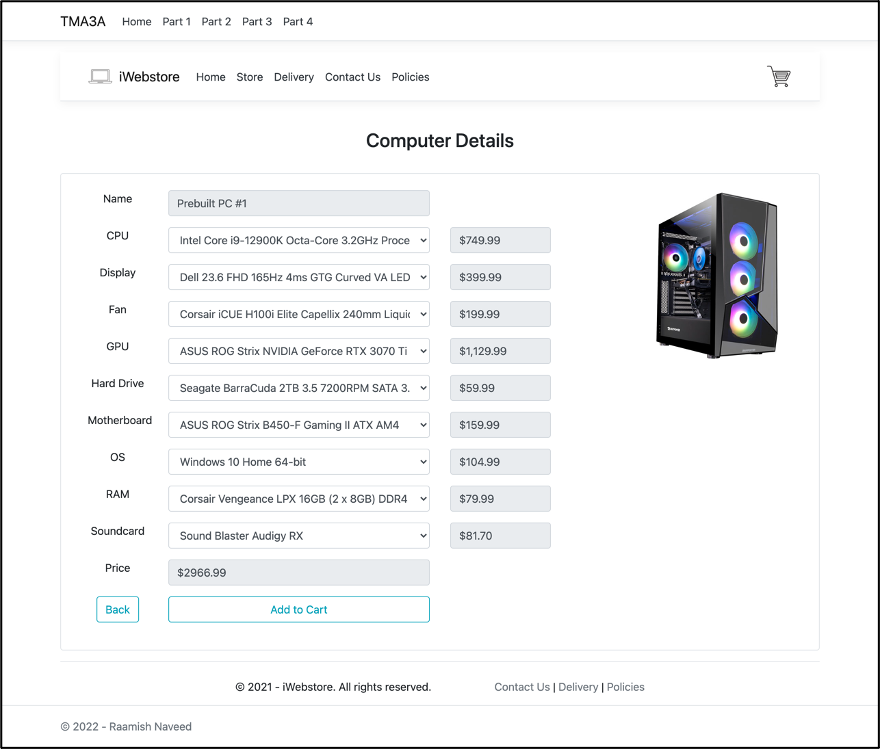 TMA3A Home Part 1 Part 2 Part 3 Part 4
iWebstore Home Store Delivery Contact Us Policies
Computer Details
Name Prebuilt PC #1
CPU Intel Core i9-12900K Octa-Core 3.2GHz Proce $749.99
Display Dell 23.6 FHD 165Hz 4ms GTG Curved VA LED $399.99
Fan Corsair iCUE H100i Elite Capellix 240mm Liquid $199.99
GPU ASUS ROG Strix NVIDIA GeForce RTX 3070 Ti $1,129.99
Hard Drive Seagate BarraCuda 2TB 3.5 7200RPM SATA 3. $59.99
Motherboard ASUS ROG Strix B450-F Gaming II ATX AM4 $159.99
OS Windows 10 Home 64-bit $104.99
RAM Corsair Vengeance LPX 16GB (2 x 8GB) DDR4 $79.99
Soundcard Sound Blaster Audigy RX $81.70
Price $2966.99
Back Add to Cart
© 2021 - iWebstore. All rights reserved. Contact Us | Delivery | Policies
© 2022 - Raamish Naveed